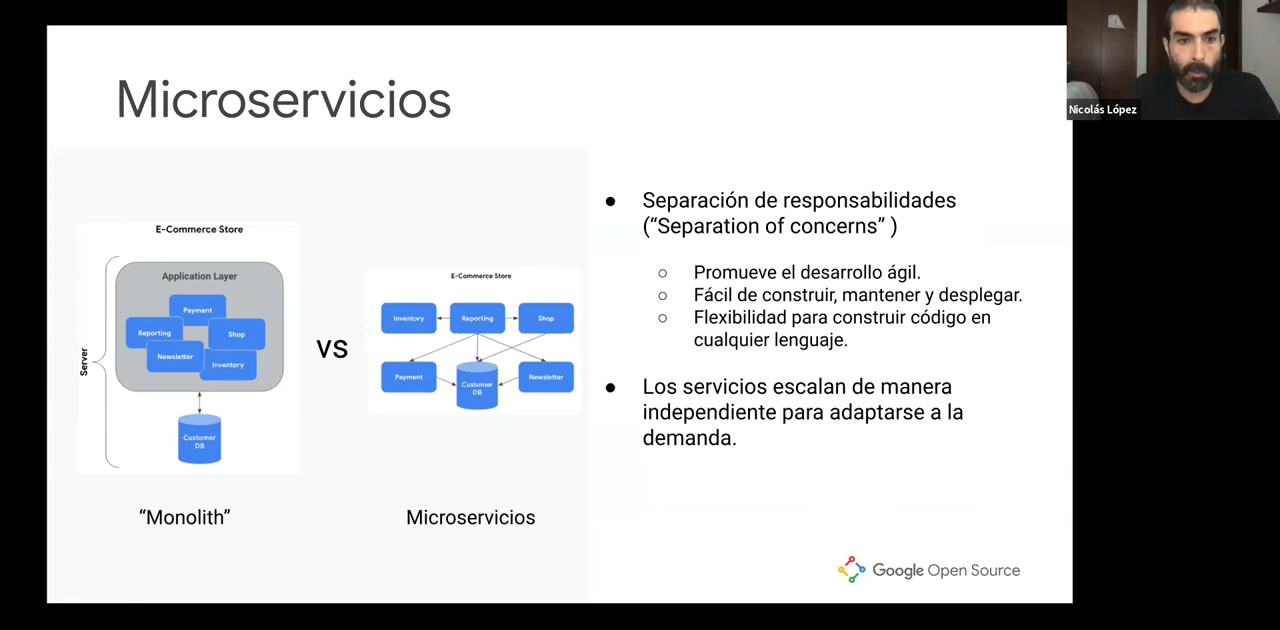 Microservicios
Nicolás López
E-Commerce Store
Application Layer
Payment
Reporting
Shop
Newsletter
Inventory
Server
Customer
DB
“Monolith”
vs
E-Commerce Store
Inventory
Reporting
Shop
Payment
Customer
DB
Newsletter
Microservicios
● Separación de responsabilidades
(“Separation of concerns” )
○ Promueve el desarrollo ágil.
○ Fácil de construir, mantener y desplegar.
○ Flexibilidad para construir código en
cualquier lenguaje.
● Los servicios escalan de manera
independiente para adaptarse a la
demanda.
Google Open Source